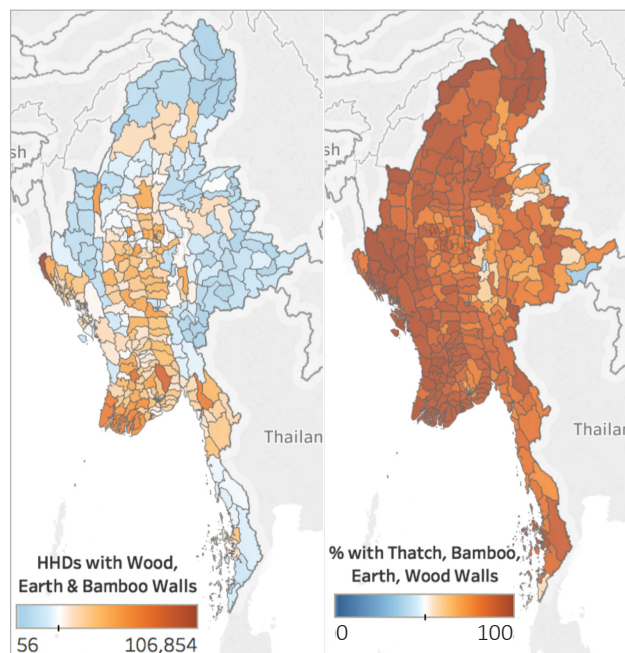 sh
sh
Thailan
Thailan
HHDs with Wood,
Earth & Bamboo Walls
56 106,854
% with Thatch, Bamboo,
Earth, Wood Walls
0 100